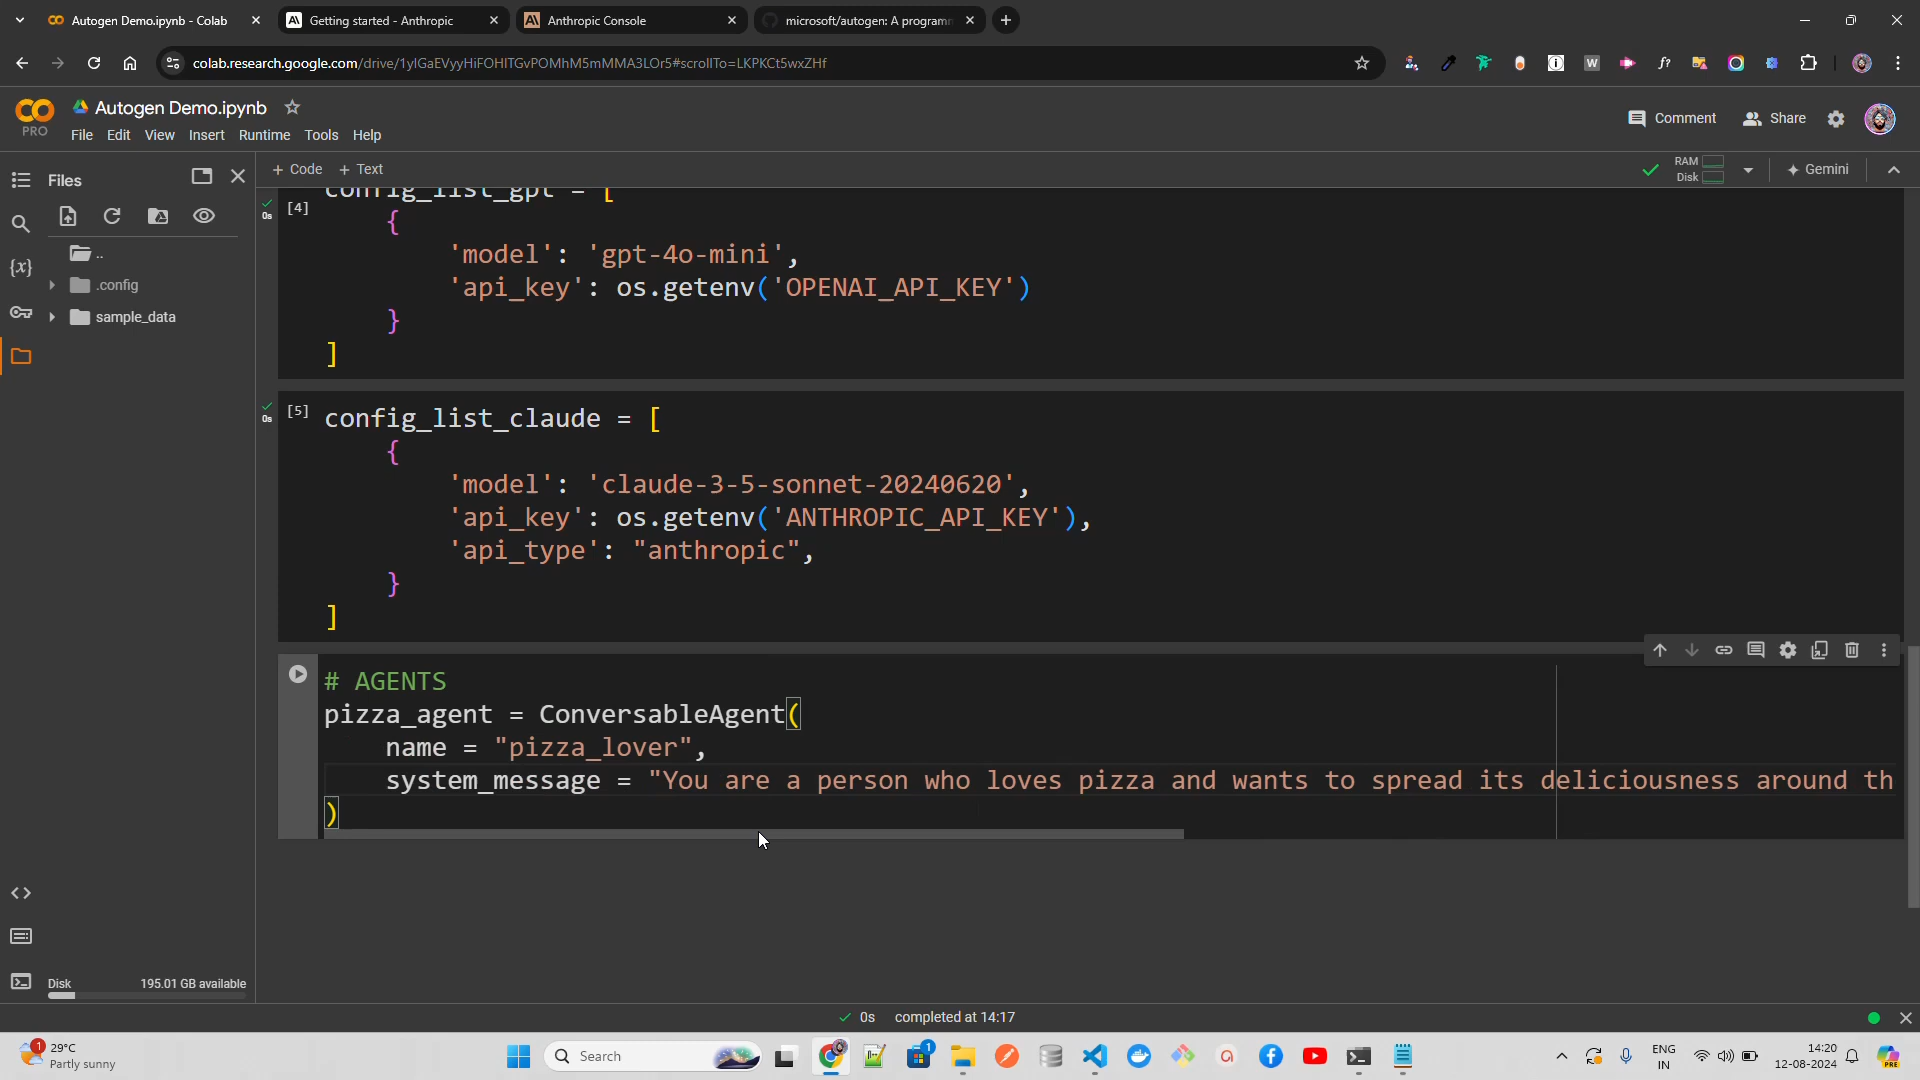 Autogen Demo.ipynb - Colab
Getting started - Anthropic
Anthropic Console
microsoft/autogen: A programm
colab.research.google.com/drive/1ylGaEVyyHiFOHITGvPOMhM5mMMA3LOr5#scrollTo=LKPKCt5wxZHf
PRO
Autogen Demo.ipynb
File Edit View Insert Runtime Tools Help
Comment
Share
Files
+ Code + Text
RAM
Disk
Gemini
..
.config
sample_data
{x}
0s
[4]
config_list_gpt = [
{
'model': 'gpt-4o-mini',
'api_key': os.getenv('OPENAI_API_KEY')
}
]
0s
[5]
config_list_claude = [
{
'model': 'claude-3-5-sonnet-20240620',
'api_key': os.getenv('ANTHROPIC_API_KEY'),
'api_type': "anthropic",
}
]
# AGENTS
pizza_agent = ConversableAgent(
name = "pizza_lover",
system_message = "You are a person who loves pizza and wants to spread its deliciousness around th
)
Disk 195.01 GB available
0s completed at 14:17
1
29°C
Partly sunny
Search
1
ENG
IN
14:20
12-08-2024
PRE